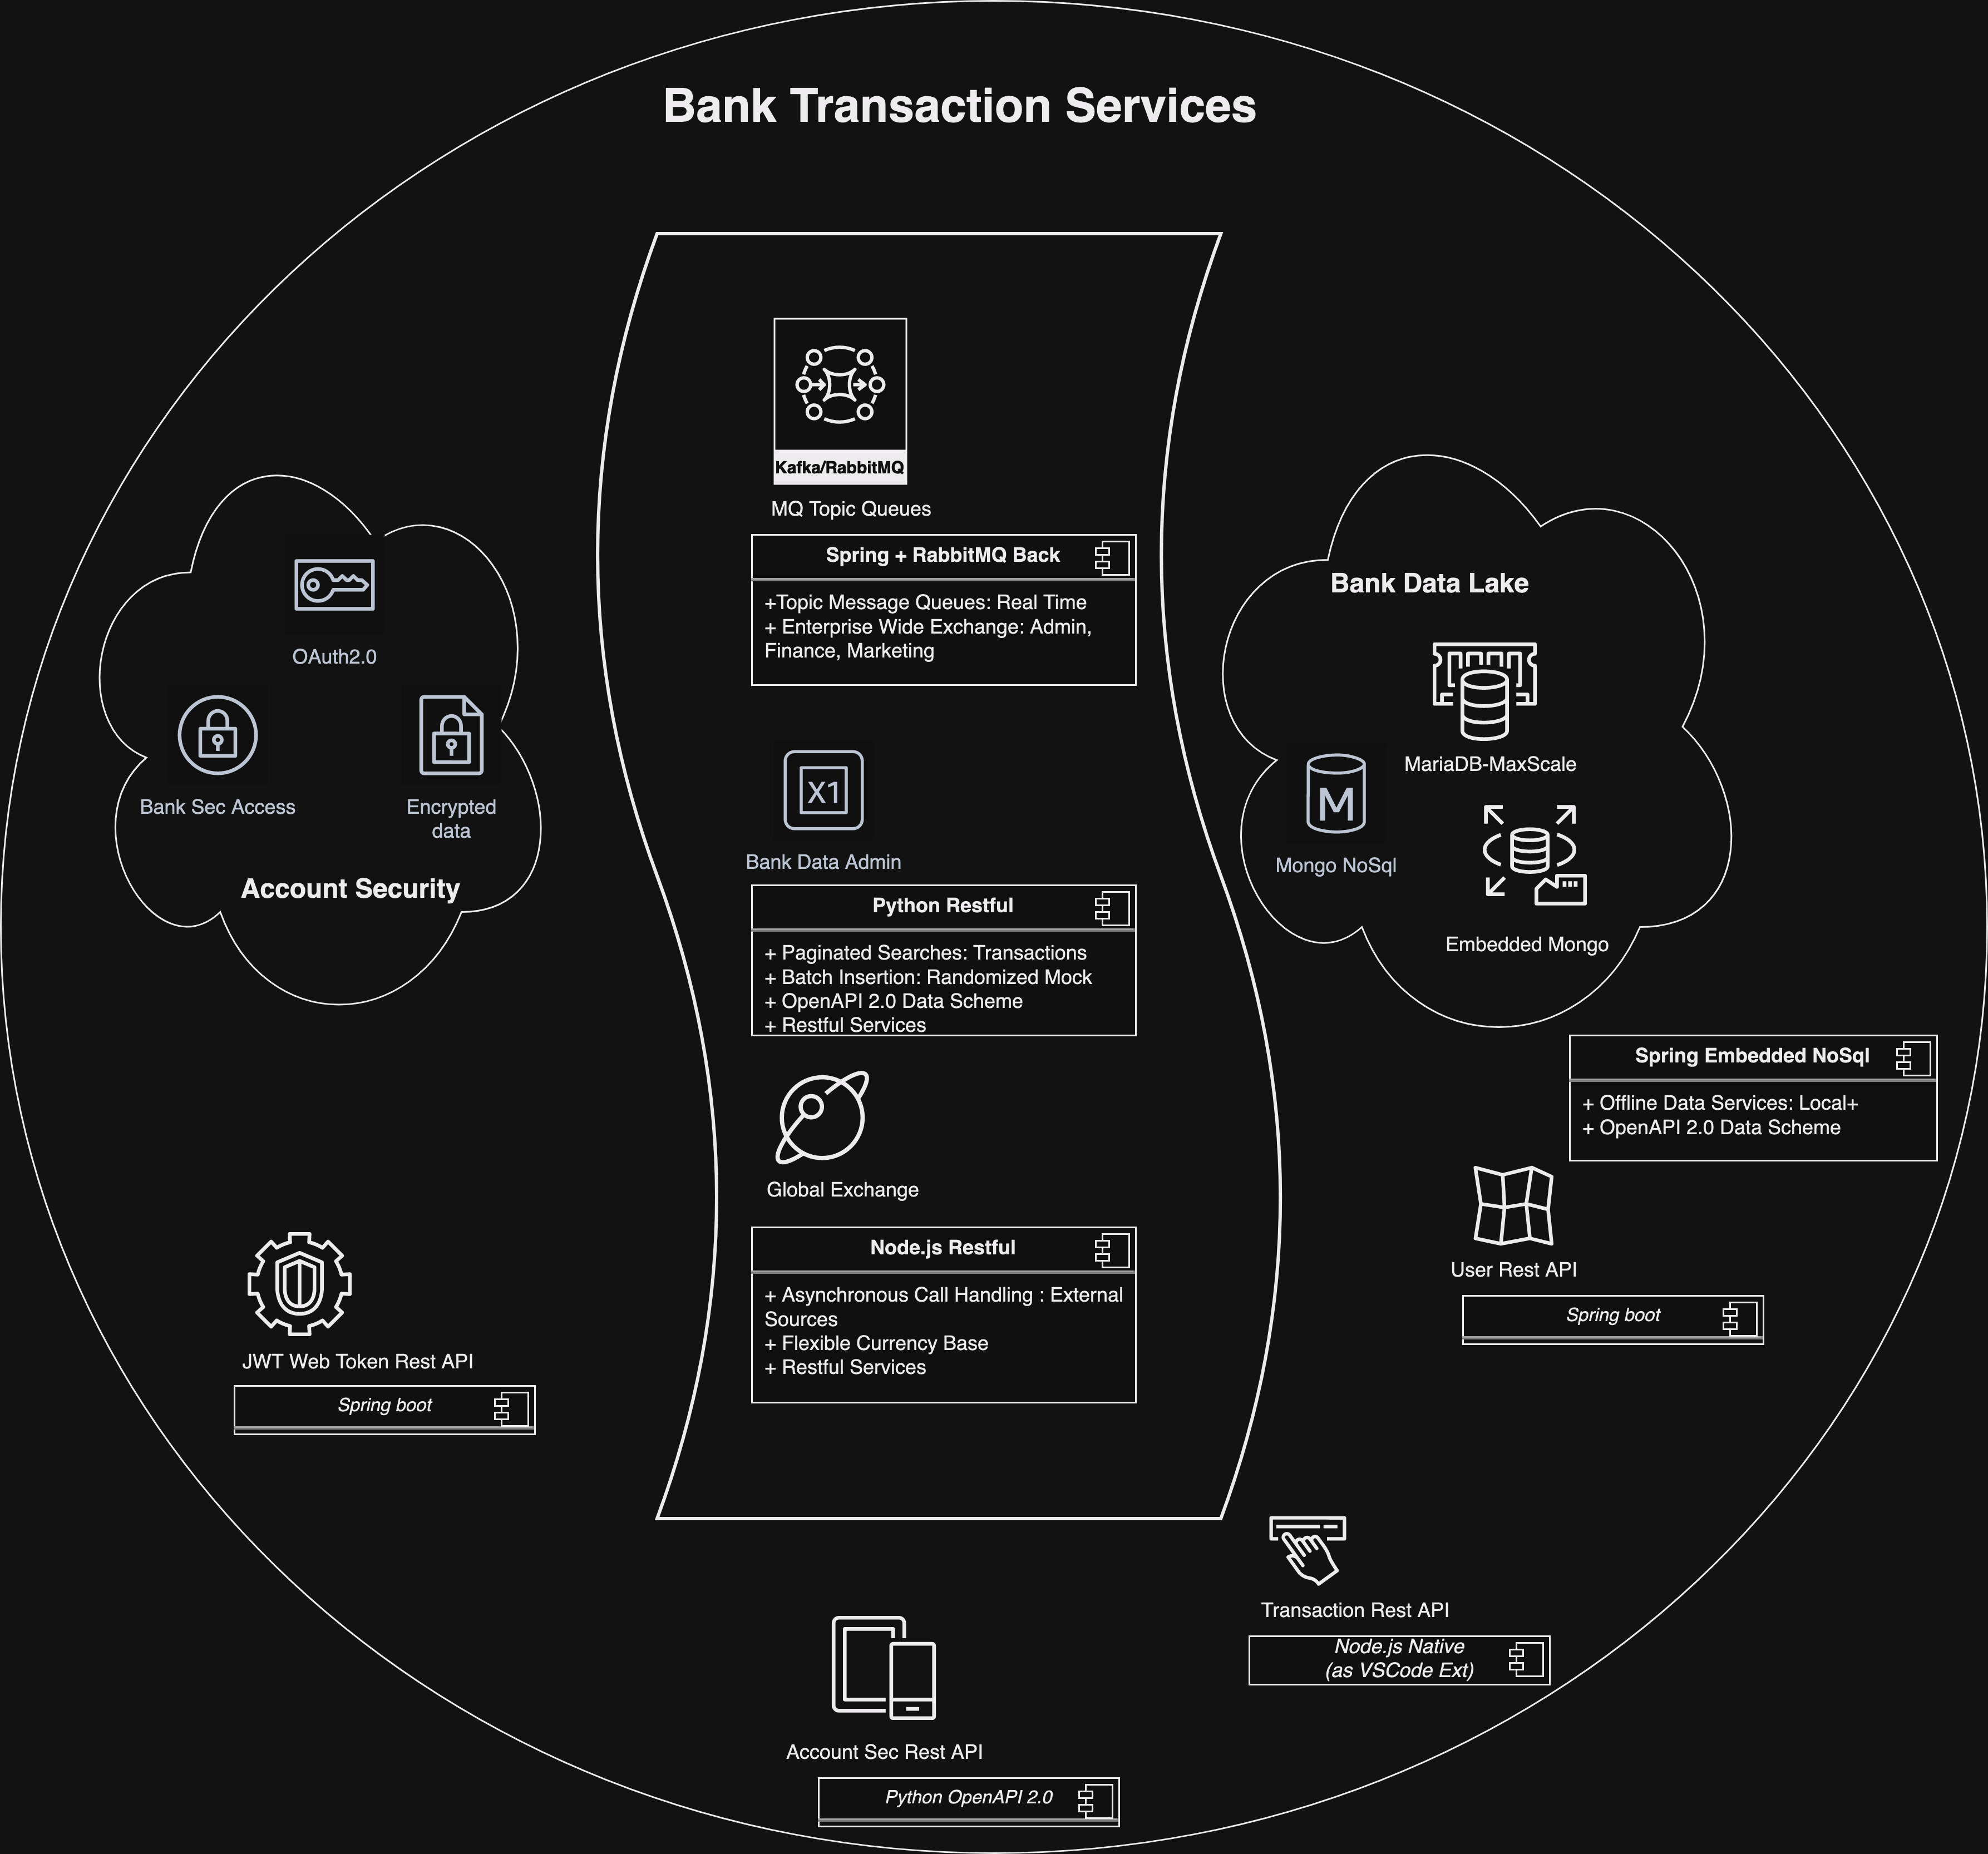 Bank Transaction Services
Kafka/RabbitMQ
MQ Topic Queues
Spring + RabbitMQ Back
+Topic Message Queues: Real Time
+ Enterprise Wide Exchange: Admin,
Finance, Marketing
OAuth2.0
Bank Sec Access
Encrypted
data
Account Security
Bank Data Lake
MariaDB-MaxScale
M
Mongo NoSql
Embedded Mongo
X1
Bank Data Admin
Python Restful
+ Paginated Searches: Transactions
+ Batch Insertion: Randomized Mock
+ OpenAPI 2.0 Data Scheme
+ Restful Services
Spring Embedded NoSql
+ Offline Data Services: Local+
+ OpenAPI 2.0 Data Scheme
Global Exchange
Node.js Restful
+ Asynchronous Call Handling : External
Sources
+ Flexible Currency Base
+ Restful Services
User Rest API
Spring boot
JWT Web Token Rest API
Spring boot
Transaction Rest API
Node.js Native
(as VSCode Ext)
Account Sec Rest API
Python OpenAPI 2.0